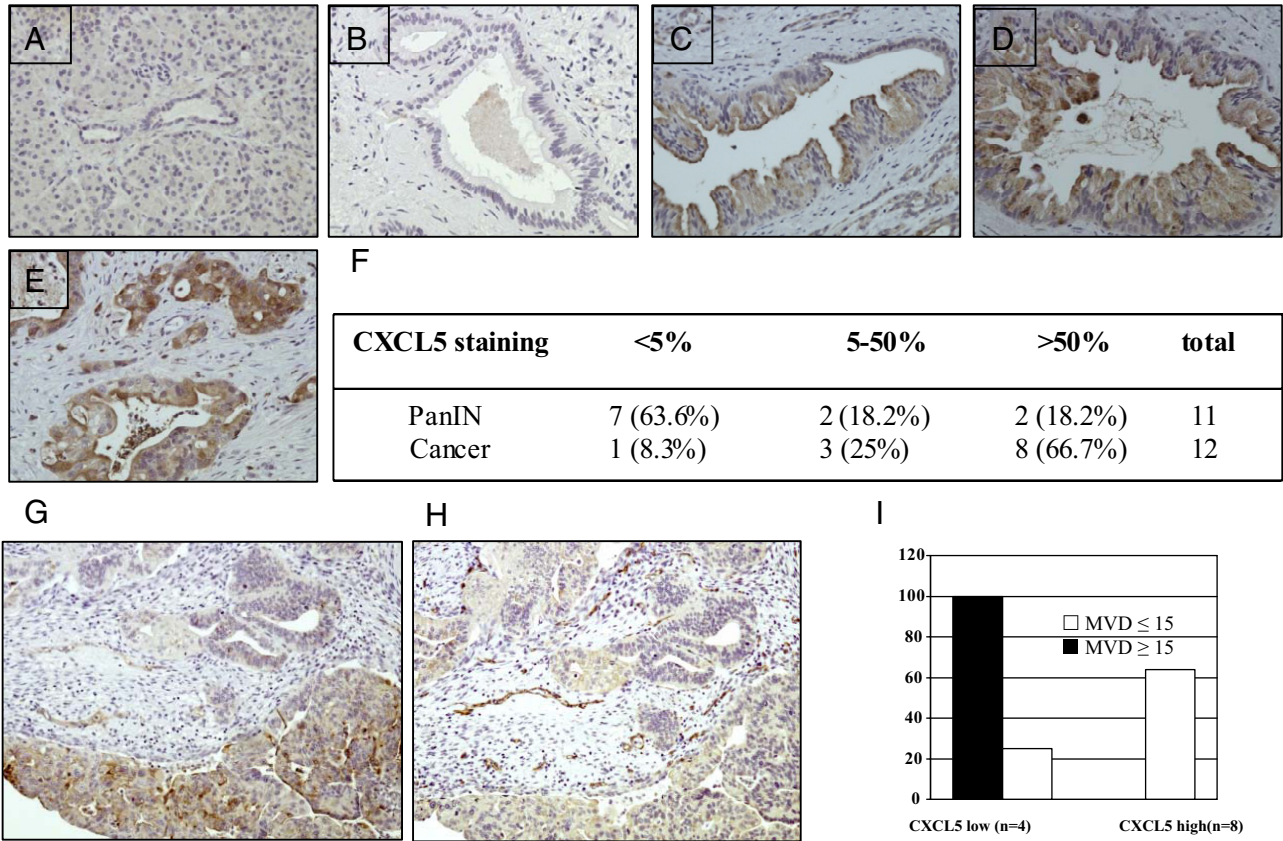 A
B
C
D
E
F
CXCL5 staining <5% 5-50% >50% total
PanIN 7 (63.6%) 2 (18.2%) 2 (18.2%) 11
Cancer 1 (8.3%) 3 (25%) 8 (66.7%) 12
G
H
I
120
100
80
60
40
20
0
MVD ≤ 15
MVD ≥ 15
CXCL5 low (n=4)
CXCL5 high(n=8)